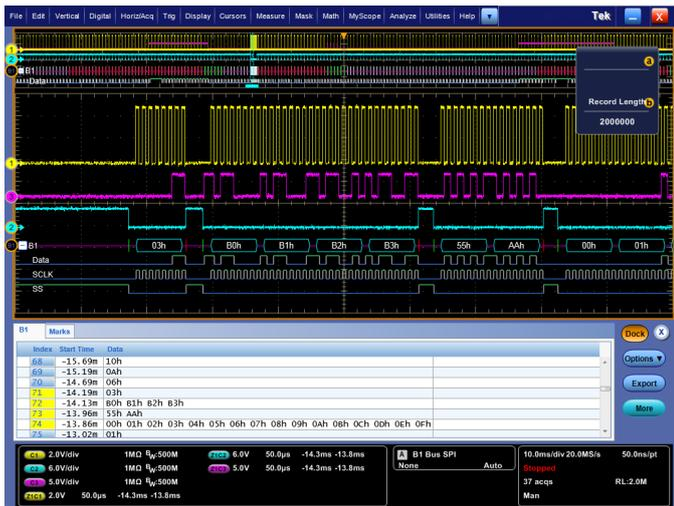 File Edit Vertical Digital Horiz/Acq Trig Display Cursors Measure Mask Math MyScope Analyze Utilities Help Tek X
1
2
B1 B1
Data
a
Record Length b
2000000
1
3
2
B1 B1 03h B0h B1h B2h B3h 55h AAh 00h 01h
Data
SCLK
SS
B1 Marks Dock X
Index Start Time Data
68 -15.69m 10h
69 -15.19m 0Ah
70 -14.69m 06h
71 -14.19m 03h
72 -14.13m B0h B1h B2h B3h
73 -13.96m 55h AAh
74 -13.86m 00h 01h 02h 03h 04h 05h 06h 07h 08h 09h 0Ah 0Bh 0Ch 0Dh 0Eh 0Fh
75 -13.02m 01h
Options
Export
More
C1 2.0V/div 1MΩ BW:500M
C2 6.0V/div 1MΩ BW:500M
C3 5.0V/div 1MΩ BW:500M
Z1C1 2.0V 50.0µs -14.3ms -13.8ms
Z1C2 6.0V 50.0µs -14.3ms -13.8ms
Z1C3 5.0V 50.0µs -14.3ms -13.8ms
A B1 Bus SPI
None Auto
10.0ms/div 20.0MS/s 50.0ns/pt
Stopped
37 acqs RL:2.0M
Man